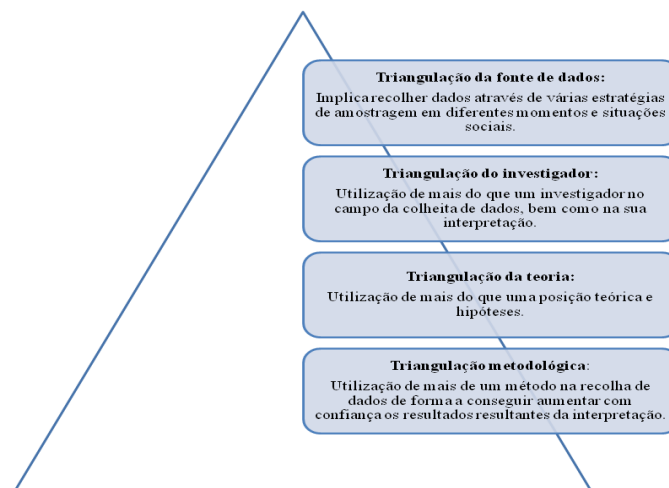 Triangulação da fonte de dados:
Implica recolher dados através de várias estratégias
de amostragem em diferentes momentos e situações
sociais.
Triangulação do investigador:
Utilização de mais do que um investigador no
campo da colheita de dados, bem como na sua
interpretação.
Triangulação da teoria:
Utilização de mais do que uma posição teórica e
hipóteses.
Triangulação metodológica:
Utilização de mais de um método na recolha de
dados de forma a conseguir aumentar com
confiança os resultados resultantes da interpretação.